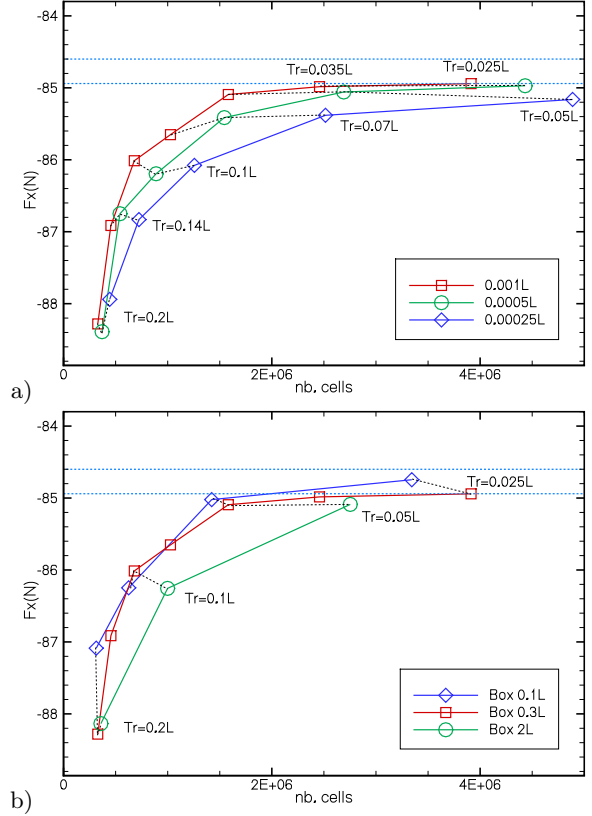 -84
-85
-86
-87
-88
Fx(N)
Tr=0.035L
Tr=0.025L
Tr=0.05L
Tr=0.07L
Tr=0.1L
Tr=0.14L
Tr=0.2L
0.001L
0.0005L
0.00025L
0
2E+06
4E+06
nb. cells
a)
-84
-85
-86
-87
-88
Fx(N)
Tr=0.025L
Tr=0.05L
Tr=0.1L
Tr=0.2L
Box 0.1L
Box 0.3L
Box 2L
0
2E+06
4E+06
nb. cells
b)